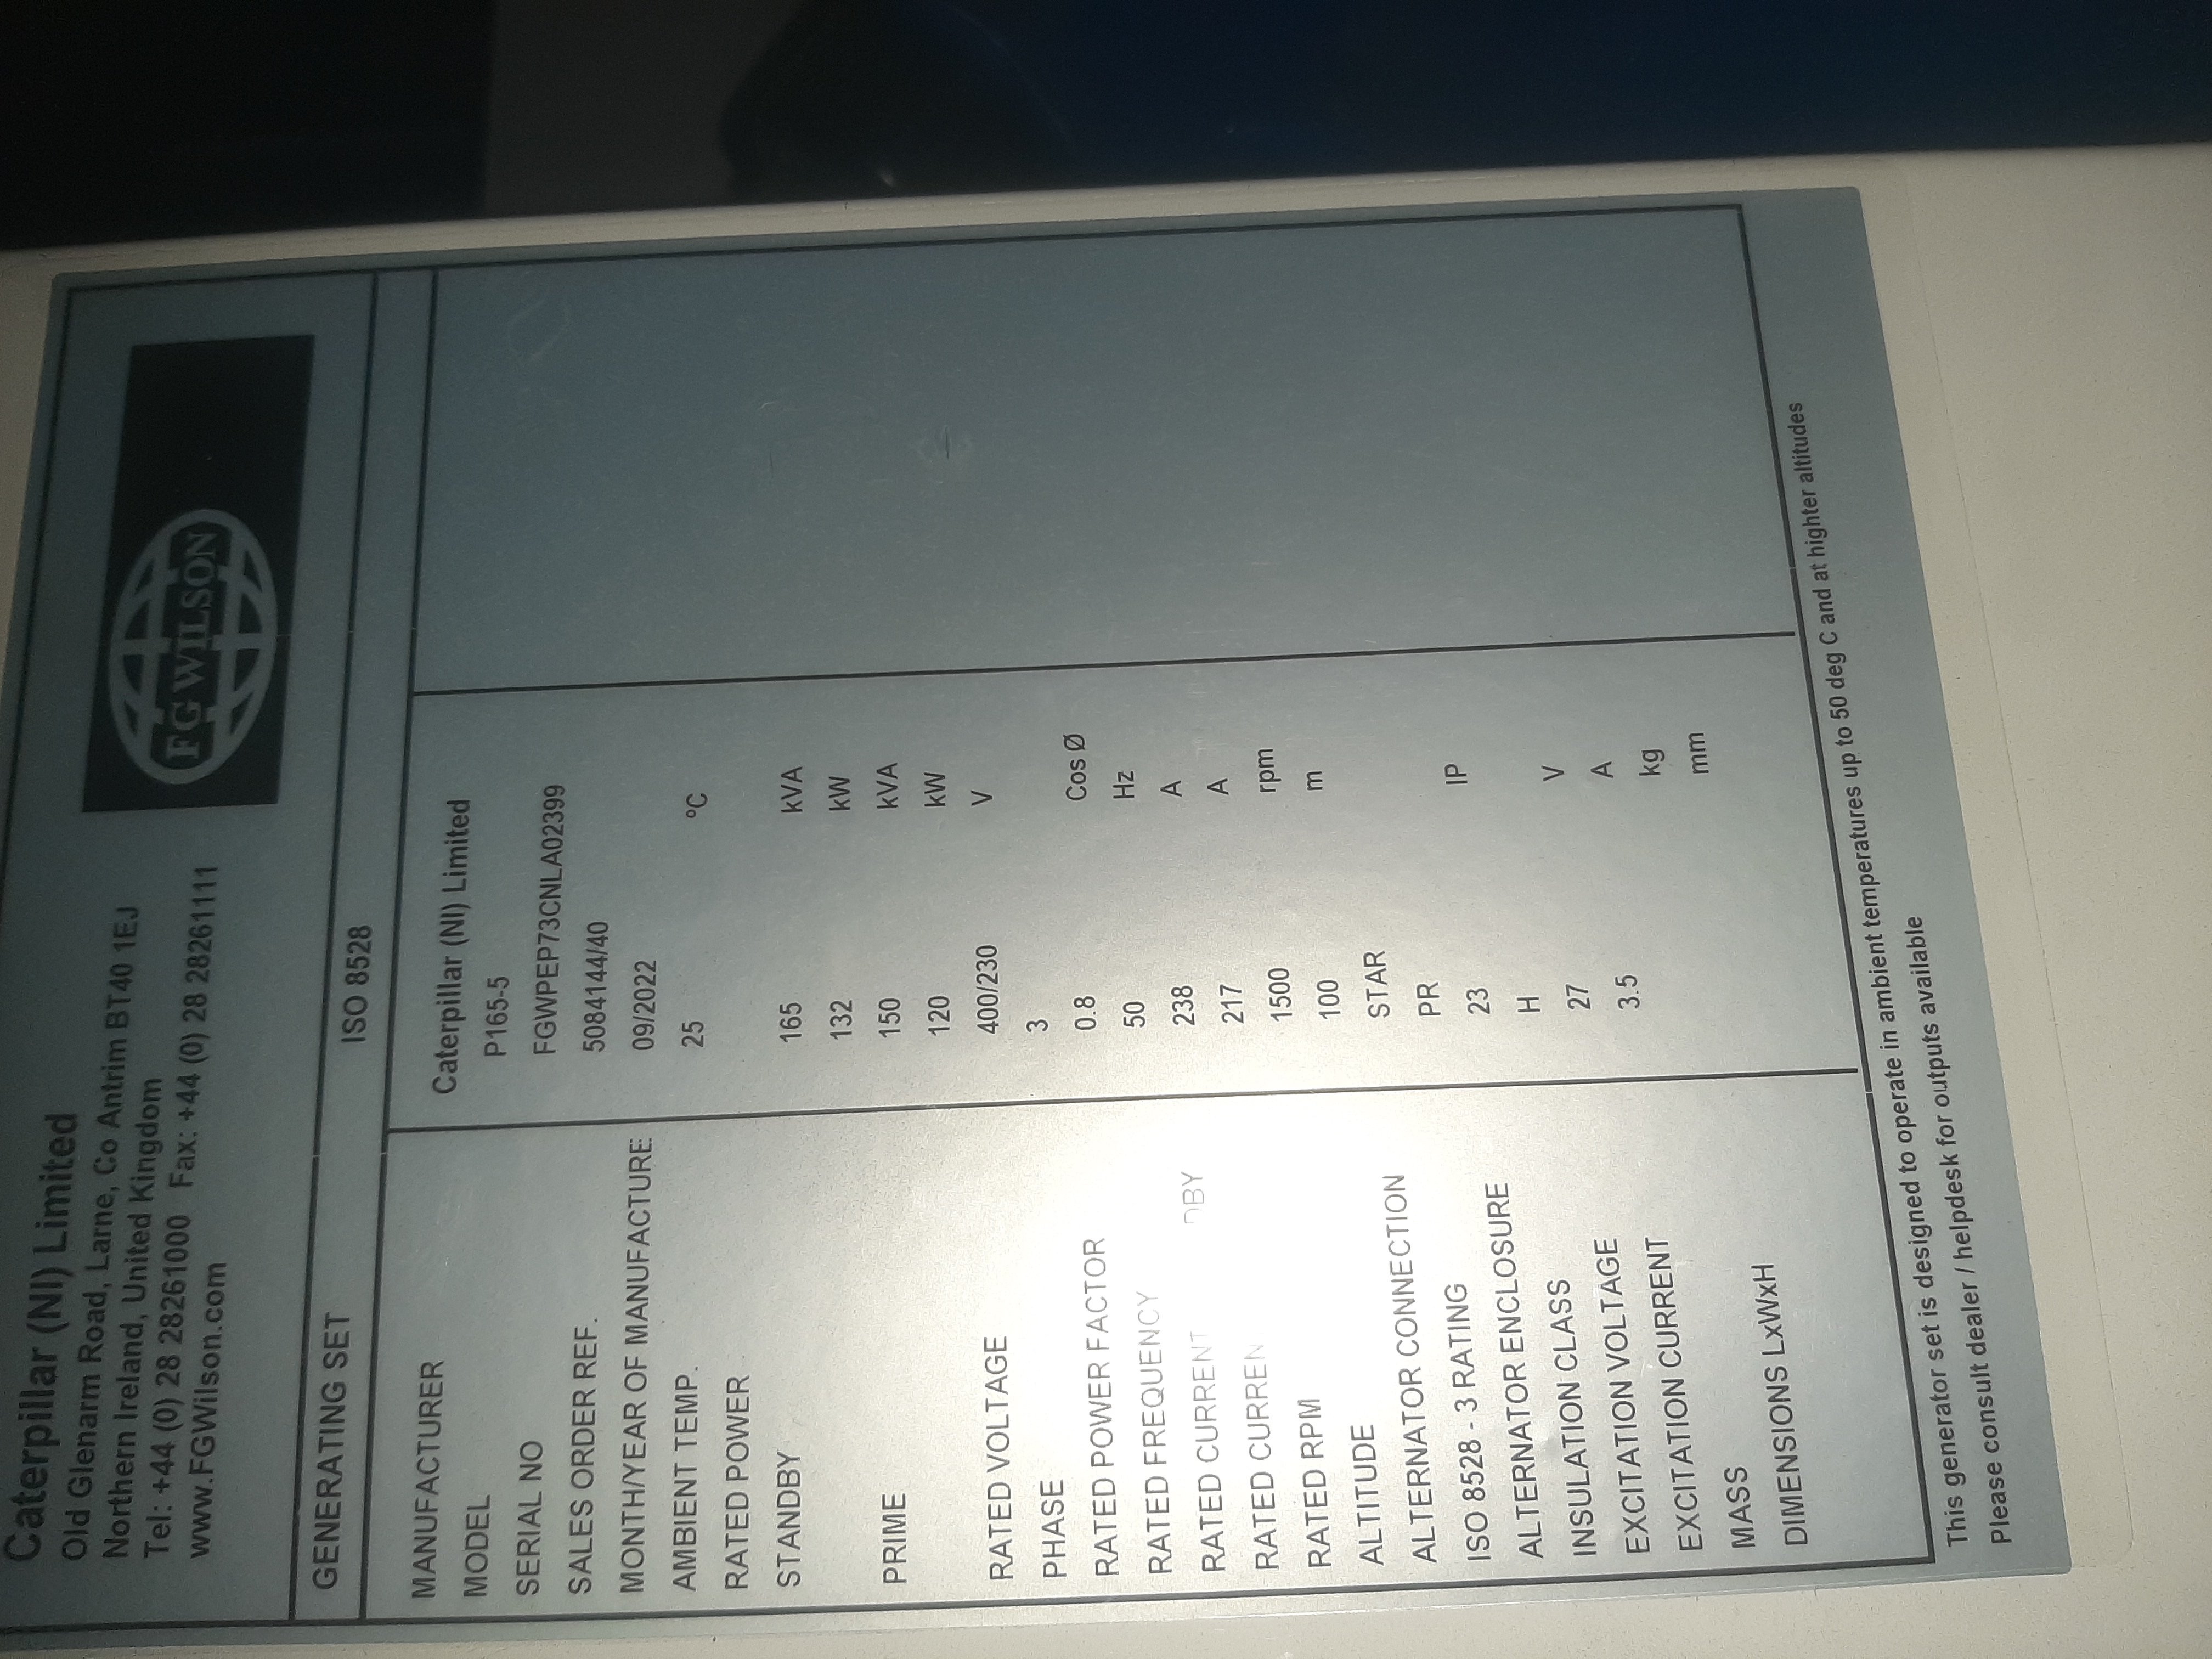 Caterpillar (NI) Limited
Old Glenarm Road, Larne, Co Antrim BT40 1EJ
Northern Ireland, United Kingdom
Tel: +44 (0) 28 28261000 Fax: +44 (0) 28 28261111
www.FGWilson.com
FG WILSON
GENERATING SET ISO 8528
MANUFACTURER Caterpillar (NI) Limited
MODEL P165-5
SERIAL NO FGWPEP73CNLA02399
SALES ORDER REF. 5084144/40
MONTH/YEAR OF MANUFACTURE 09/2022
AMBIENT TEMP. 25 ºC
RATED POWER
STANDBY 165 kVA
132 kW
PRIME 150 kVA
120 kW
RATED VOLTAGE 400/230 V
PHASE 3
RATED POWER FACTOR 0.8 Cos Ø
RATED FREQUENCY 50 Hz
RATED CURRENT 238 A
RATED 217 A
RATED RPM 1500 rpm
ALTITUDE 100 m
ALTERNATOR CONNECTION STAR
ISO 8528 - 3 RATING PR
ALTERNATOR ENCLOSURE 23 IP
INSULATION CLASS H
EXCITATION VOLTAGE 27 V
EXCITATION CURRENT 3.5 A
MASS kg
DIMENSIONS LxWxH mm
This generator set is designed to operate in ambient temperatures up to 50 deg C and at highter altitudes
Please consult dealer / helpdesk for outputs available